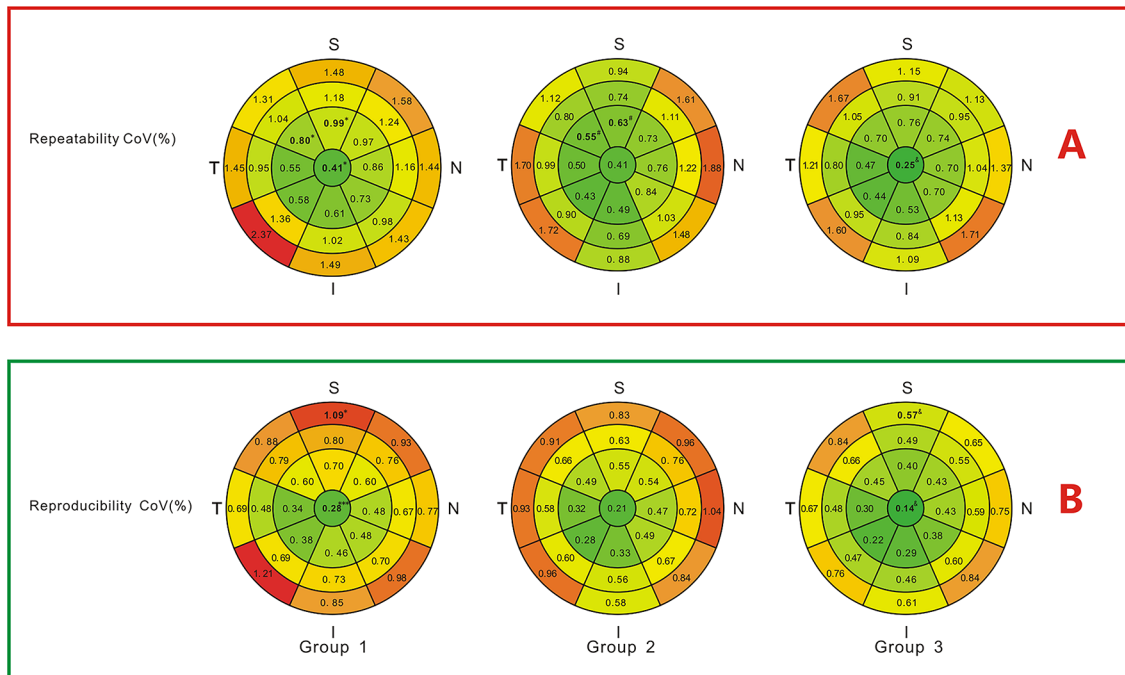 S
1.48
1.31 1.18 1.58
1.04 0.99* 1.24
0.80* 0.97
T 1.45 0.95 0.55 0.41* 0.86 1.16 1.44 N
0.58 0.73
1.36 0.61 0.98
2.37 1.02 1.43
1.49
I
S
0.94
1.12 0.74 1.61
0.80 0.63# 1.11
0.55# 0.73
T 1.70 0.99 0.50 0.41 0.76 1.22 1.88 N
0.43 0.84
0.90 0.49 1.03
1.72 0.69 1.48
0.88
I
S
1.15
1.67 0.91 1.13
1.05 0.76 0.95
0.70 0.74
T 1.21 0.80 0.47 0.25& 0.70 1.04 1.37 N
0.44 0.70
0.95 0.53 1.13
1.60 0.84 1.71
1.09
I
Repeatability CoV(%)
A
S
1.09*
0.88 0.80 0.93
0.79 0.70 0.76
0.60 0.60
T 0.69 0.48 0.34 0.28*** 0.48 0.67 0.77 N
0.38 0.48
0.69 0.46 0.70
1.21 0.73 0.98
0.85
I
Group 1
S
0.83
0.91 0.63 0.96
0.66 0.55 0.76
0.49 0.54
T 0.93 0.58 0.32 0.21 0.47 0.72 1.04 N
0.28 0.49
0.60 0.33 0.67
0.96 0.56 0.84
0.58
I
Group 2
S
0.57&
0.84 0.49 0.65
0.66 0.40 0.55
0.45 0.43
T 0.67 0.48 0.30 0.14& 0.43 0.59 0.75 N
0.22 0.38
0.47 0.29 0.60
0.76 0.46 0.84
0.61
I
Group 3
Reproducibility CoV(%)
B